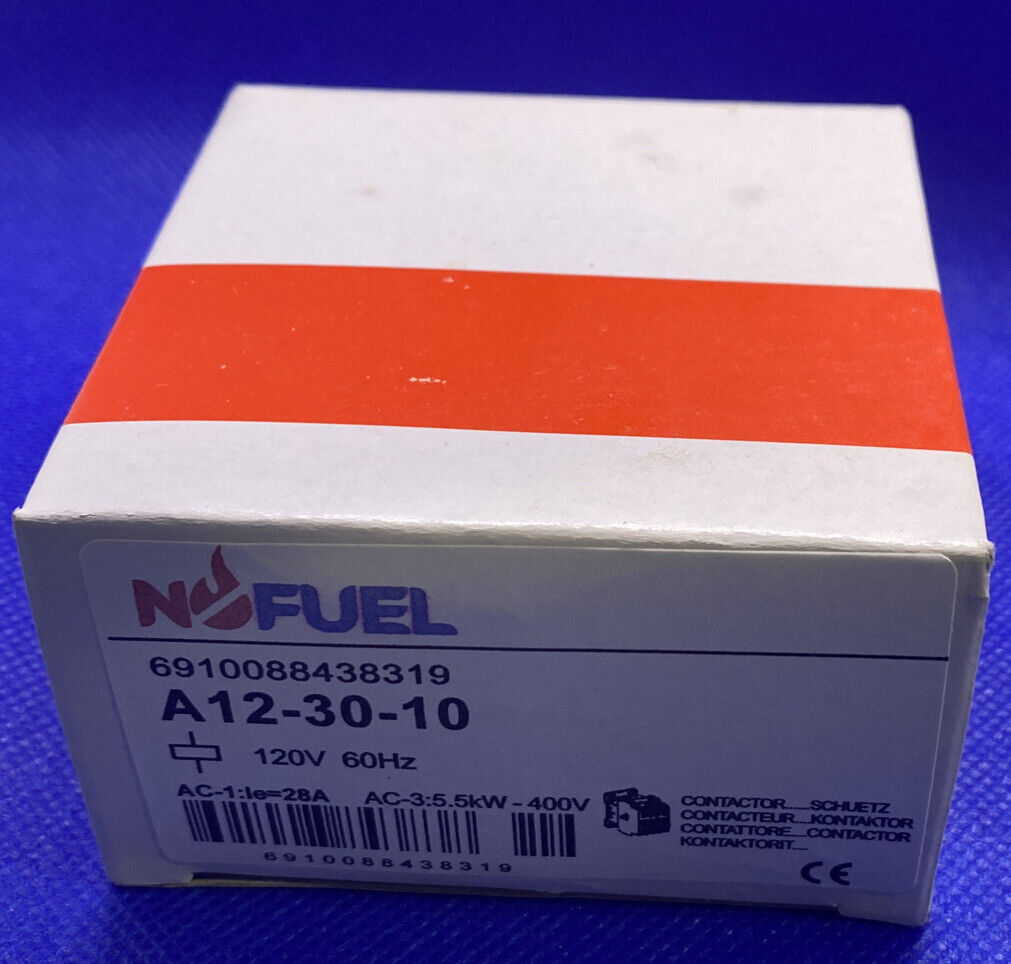 NOFUEL
6910088438319
A12-30-10
120V 60Hz
AC-1:Ie=28A AC-3:5.5kW-400V
CONTACTOR.....SCHUETZ
CONTACTEUR...KONTAKTOR
CONTATTORE...CONTACTOR
KONTAKTORIT....
6910088438319
CE